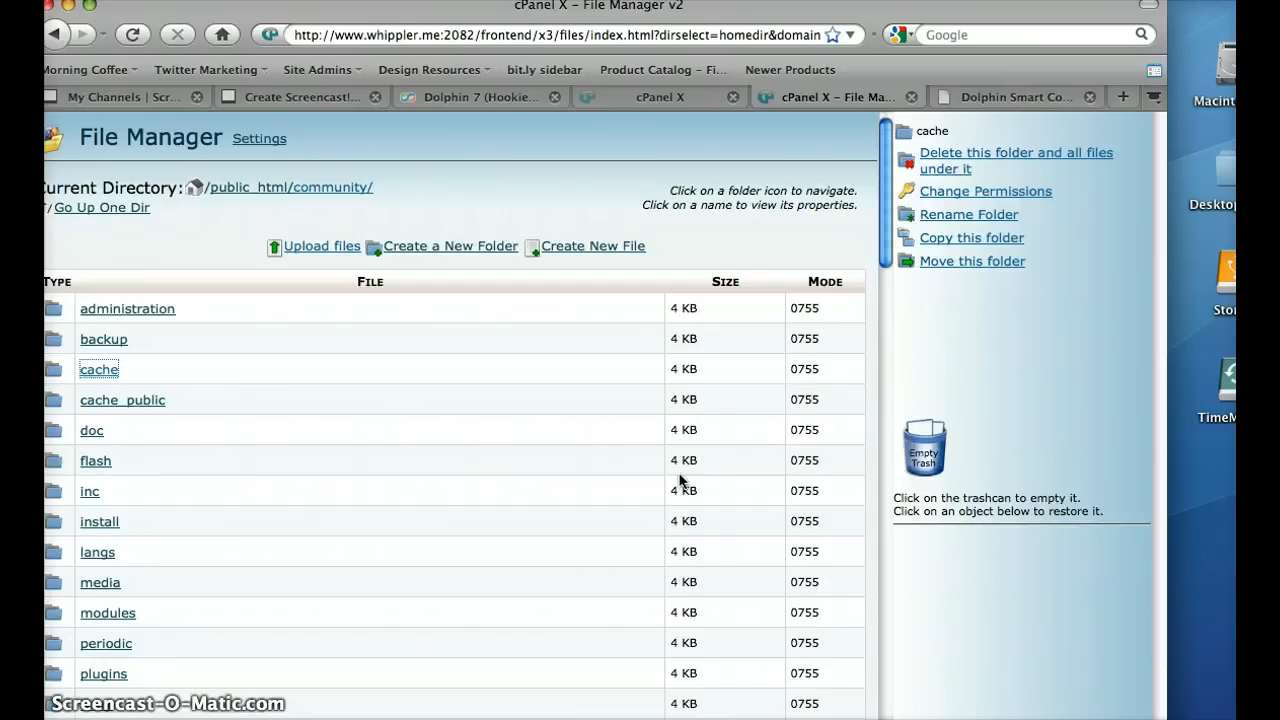 cPanel X - File Manager v2
http://www.whippler.me:2082/frontend/x3/files/index.html?dirselect=homedir&domain
Google
Morning Coffee Twitter Marketing Site Admins Design Resources bit.ly sidebar Product Catalog - Fi... Newer Products
My Channels | Scr... Create Screencast!... Dolphin 7 (Hookie... cPanel X cPanel X - File Ma... Dolphin Smart Co...
File Manager Settings
Current Directory: /public_html/community/
Go Up One Dir
Click on a folder icon to navigate.
Click on a name to view its properties.
Upload files Create a New Folder Create New File
TYPE FILE SIZE MODE
administration 4 KB 0755
backup 4 KB 0755
cache 4 KB 0755
cache_public 4 KB 0755
doc 4 KB 0755
flash 4 KB 0755
inc 4 KB 0755
install 4 KB 0755
langs 4 KB 0755
media 4 KB 0755
modules 4 KB 0755
periodic 4 KB 0755
plugins 4 KB 0755
4 KB 0755
cache
Delete this folder and all files
under it
Change Permissions
Rename Folder
Copy this folder
Move this folder
Empty
Trash
Click on the trashcan to empty it.
Click on an object below to restore it.
Macint
Deskto
Sto
TimeM
Screencast-O-Matic.com